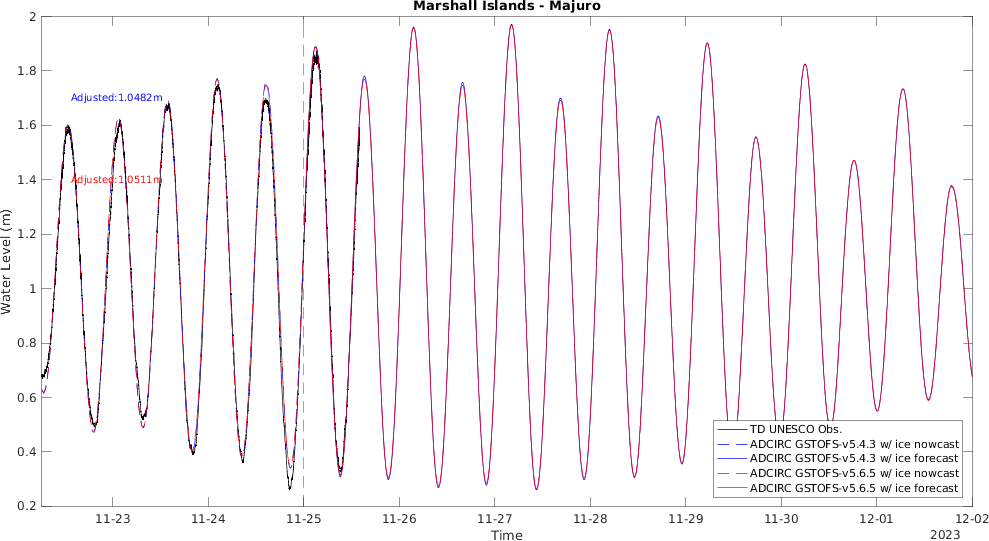 Marshall Islands - Majuro
2
1.8
1.6
1.4
1.2
1
0.8
0.6
0.4
0.2
Water Level (m)
Adjusted:1.0482m
Adjusted:1.0511m
TD UNESCO Obs.
ADCIRC GSTOFS-v5.4.3 w/ ice nowcast
ADCIRC GSTOFS-v5.4.3 w/ ice forecast
ADCIRC GSTOFS-v5.6.5 w/ ice nowcast
ADCIRC GSTOFS-v5.6.5 w/ ice forecast
11-23 11-24 11-25 11-26 11-27 11-28 11-29 11-30 12-01 12-02
Time
2023